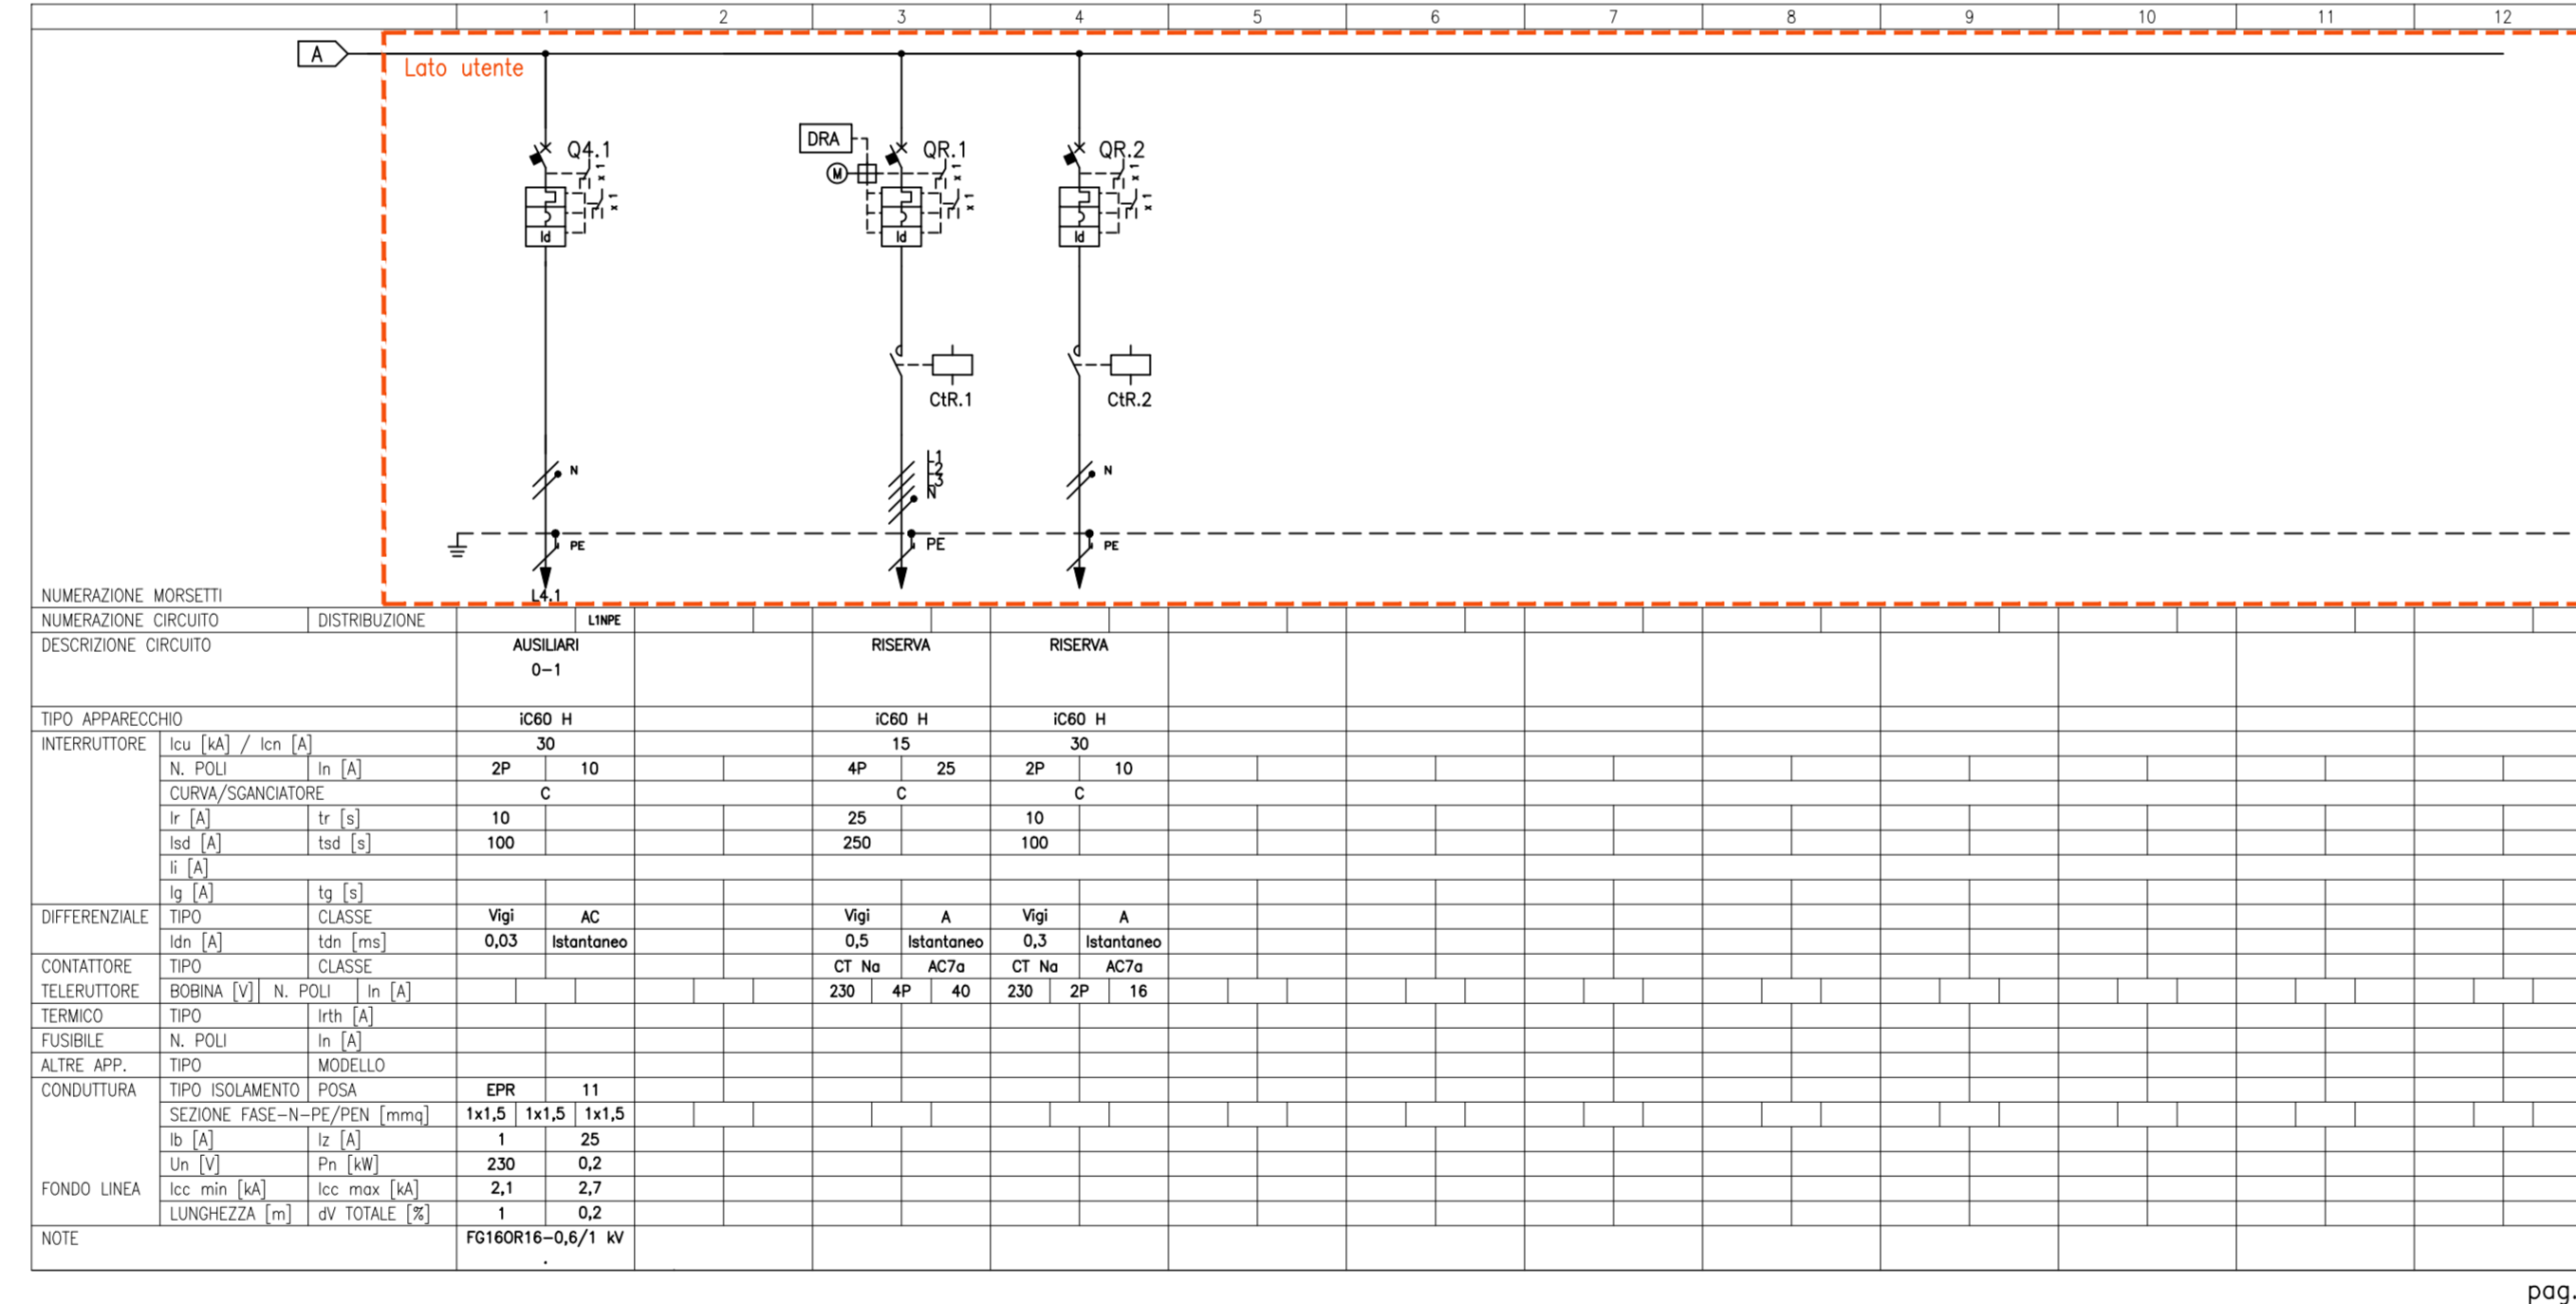 1 2 3 4 5 6 7 8 9 10 11 12
A
Lato utente
DRA
Q4.1 QR.1 QR.2
x 1 x 1 x 1
M
x 1 x 1 x 1
Id Id Id
CtR.1 CtR.2
L1
L2
L3
N N N
PE PE PE
NUMERAZIONE MORSETTI L4.1
NUMERAZIONE CIRCUITO DISTRIBUZIONE L1NPE
DESCRIZIONE CIRCUITO AUSILIARI RISERVA RISERVA
0-1
TIPO APPARECCHIO iC60 H iC60 H iC60 H
INTERRUTTORE Icu [kA] / Icn [A] 30 15 30
N. POLI In [A] 2P 10 4P 25 2P 10
CURVA/SGANCIATORE C C C
Ir [A] tr [s] 10 25 10
Isd [A] tsd [s] 100 250 100
Ii [A]
Ig [A] tg [s]
DIFFERENZIALE TIPO CLASSE Vigi AC Vigi A Vigi A
Idn [A] tdn [ms] 0,03 Istantaneo 0,5 Istantaneo 0,3 Istantaneo
CONTATTORE TIPO CLASSE CT Na AC7a CT Na AC7a
TELERUTTORE BOBINA [V] N. POLI In [A] 230 4P 40 230 2P 16
TERMICO TIPO Irth [A]
FUSIBILE N. POLI In [A]
ALTRE APP. TIPO MODELLO
CONDUTTURA TIPO ISOLAMENTO POSA EPR 11
SEZIONE FASE-N-PE/PEN [mmq] 1x1,5 1x1,5 1x1,5
Ib [A] Iz [A] 1 25
Un [V] Pn [kW] 230 0,2
FONDO LINEA Icc min [kA] Icc max [kA] 2,1 2,7
LUNGHEZZA [m] dV TOTALE [%] 1 0,2
NOTE FG16OR16-0,6/1 kV
.
pag.